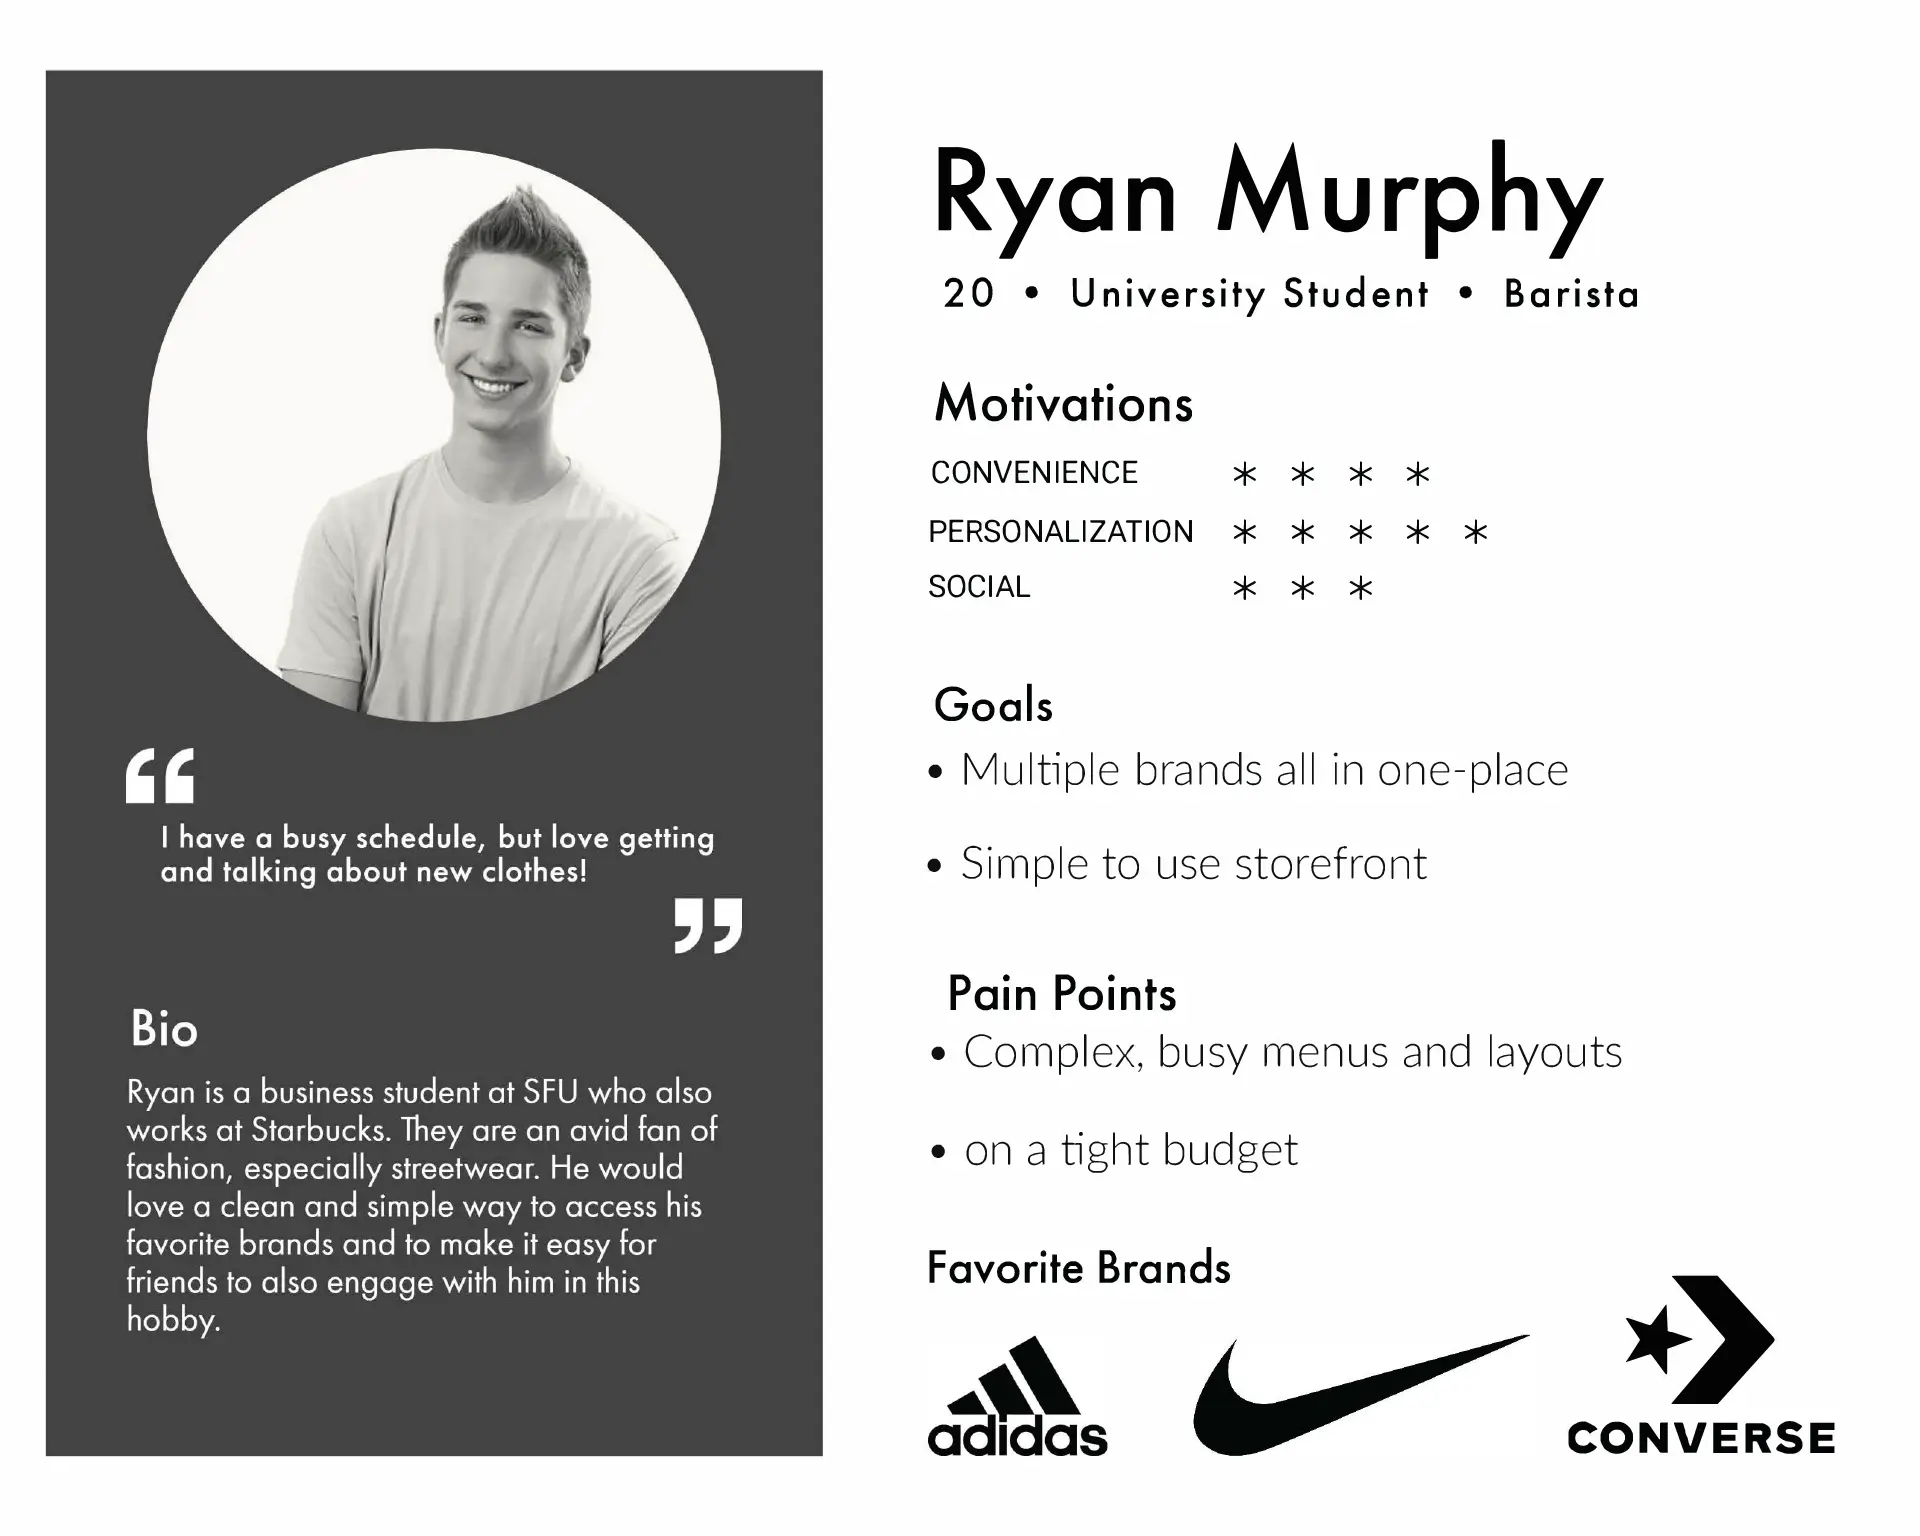 “
I have a busy schedule, but love getting
and talking about new clothes!
”
Bio
Ryan is a business student at SFU who also
works at Starbucks. They are an avid fan of
fashion, especially streetwear. He would
love a clean and simple way to access his
favorite brands and to make it easy for
friends to also engage with him in this
hobby.
Ryan Murphy
20 • University Student • Barista
Motivations
CONVENIENCE * * * *
PERSONALIZATION * * * * *
SOCIAL * * *
Goals
• Multiple brands all in one-place
• Simple to use storefront
Pain Points
• Complex, busy menus and layouts
• on a tight budget
Favorite Brands
adidas
CONVERSE